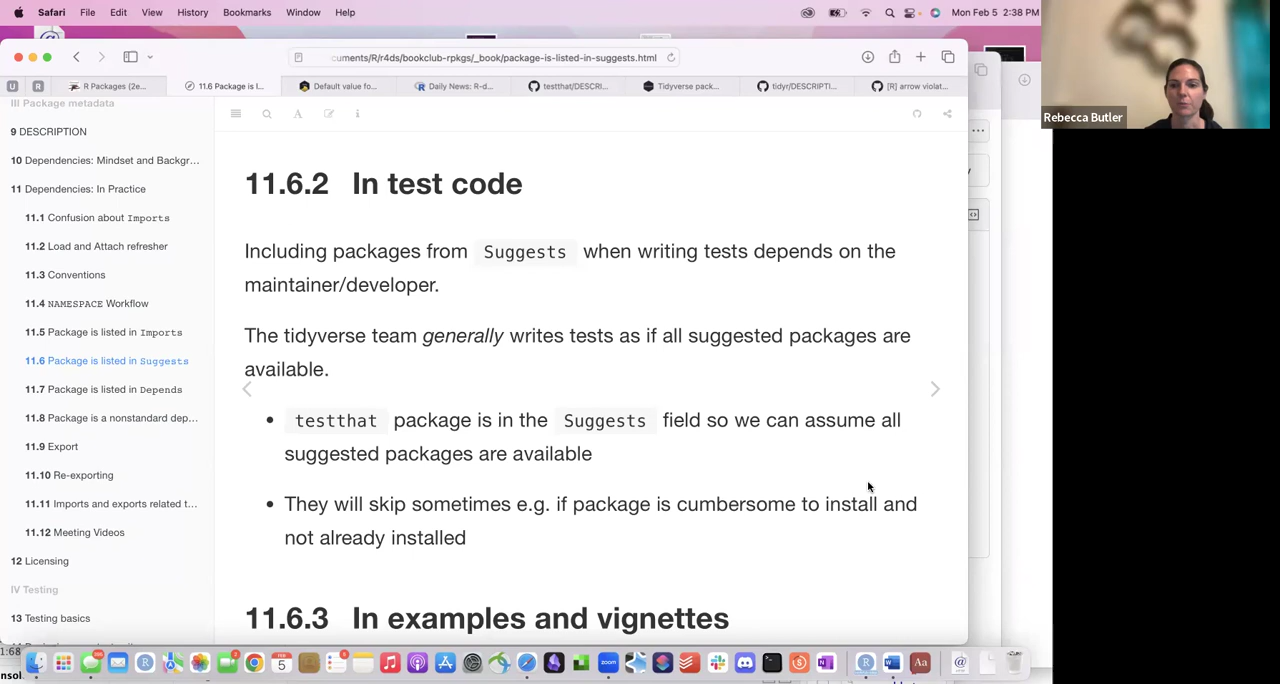 Safari File Edit View History Bookmarks Window Help
Mon Feb 5 2:38 PM
cuments/R/r4ds/bookclub-rpkgs/_book/package-is-listed-in-suggests.html
R Packages (2e...
11.6 Package is l...
Default value fo...
Daily News: R-d...
testthat/DESCRI...
Tidyverse pack...
tidyr/DESCRIPTI...
[R] arrow violat...
Rebecca Butler
III Package metadata
9 DESCRIPTION
10 Dependencies: Mindset and Backgr...
11 Dependencies: In Practice
11.1 Confusion about Imports
11.2 Load and Attach refresher
11.3 Conventions
11.4 NAMESPACE Workflow
11.5 Package is listed in Imports
11.6 Package is listed in Suggests
11.7 Package is listed in Depends
11.8 Package is a nonstandard dep...
11.9 Export
11.10 Re-exporting
11.11 Imports and exports related t...
11.12 Meeting Videos
12 Licensing
IV Testing
13 Testing basics
11.6.2 In test code
Including packages from Suggests when writing tests depends on the
maintainer/developer.
The tidyverse team generally writes tests as if all suggested packages are
available.
• testthat package is in the Suggests field so we can assume all
suggested packages are available
• They will skip sometimes e.g. if package is cumbersome to install and
not already installed
11.6.3 In examples and vignettes
1:68
nsol